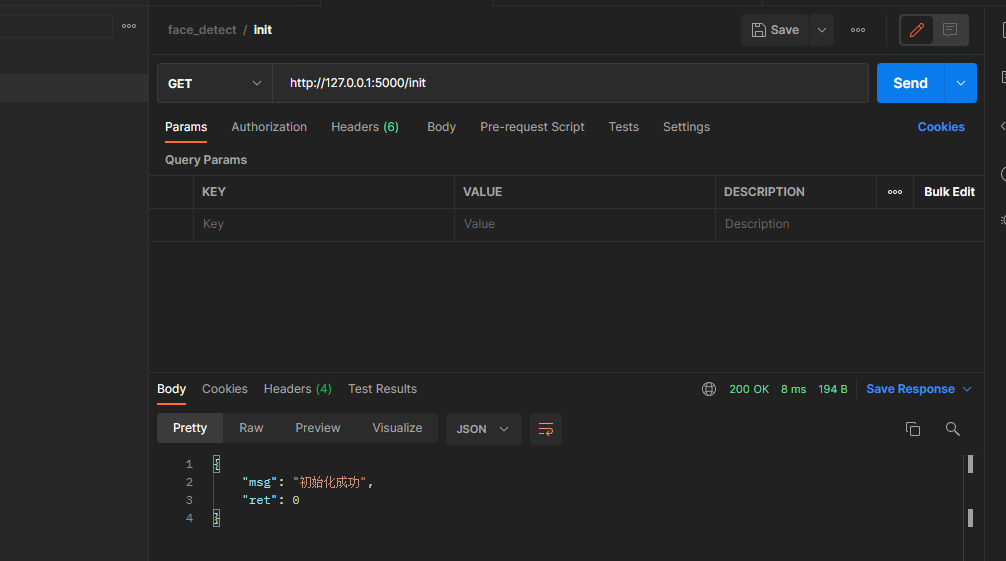 face_detect / init
Save
GET
http://127.0.0.1:5000/init
Send
Params Authorization Headers (6) Body Pre-request Script Tests Settings Cookies
Query Params
KEY VALUE DESCRIPTION Bulk Edit
Key Value Description
Body Cookies Headers (4) Test Results 200 OK 8 ms 194 B Save Response
Pretty Raw Preview Visualize JSON
1 {
2 "msg": "初始化成功",
3 "ret": 0
4 }